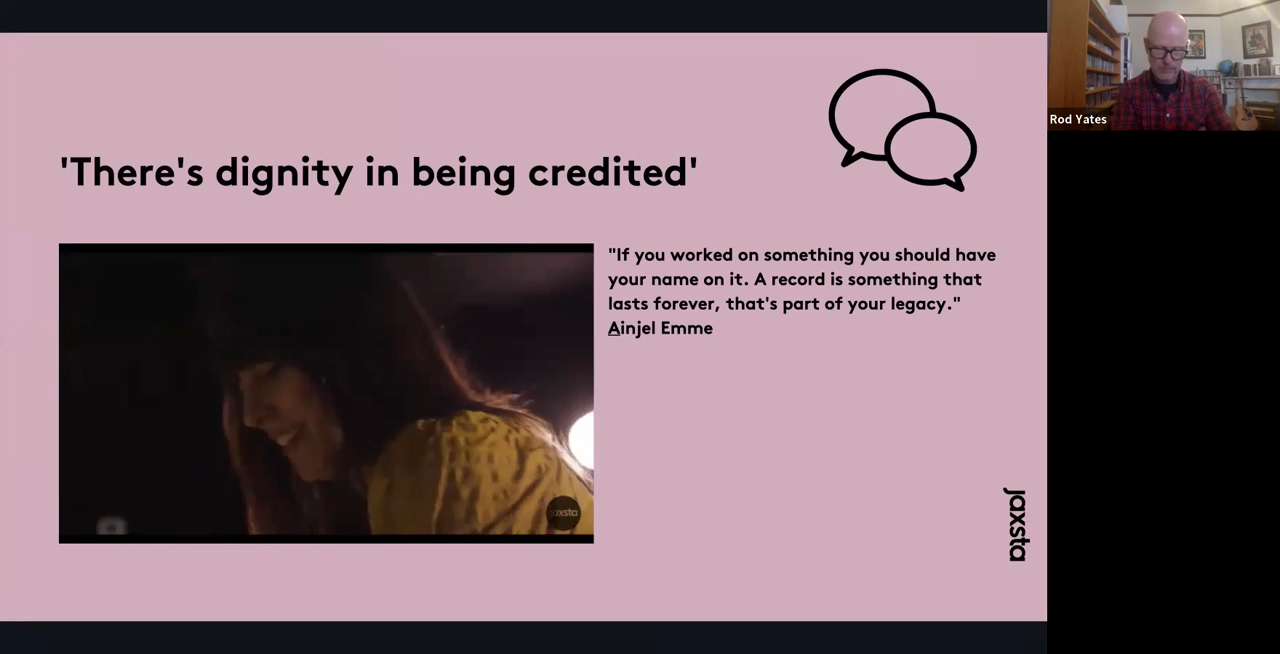 Rod Yates
'There's dignity in being credited'
"If you worked on something you should have
your name on it. A record is something that
lasts forever, that's part of your legacy."
Ainjel Emme
jaxsta
jaxsta